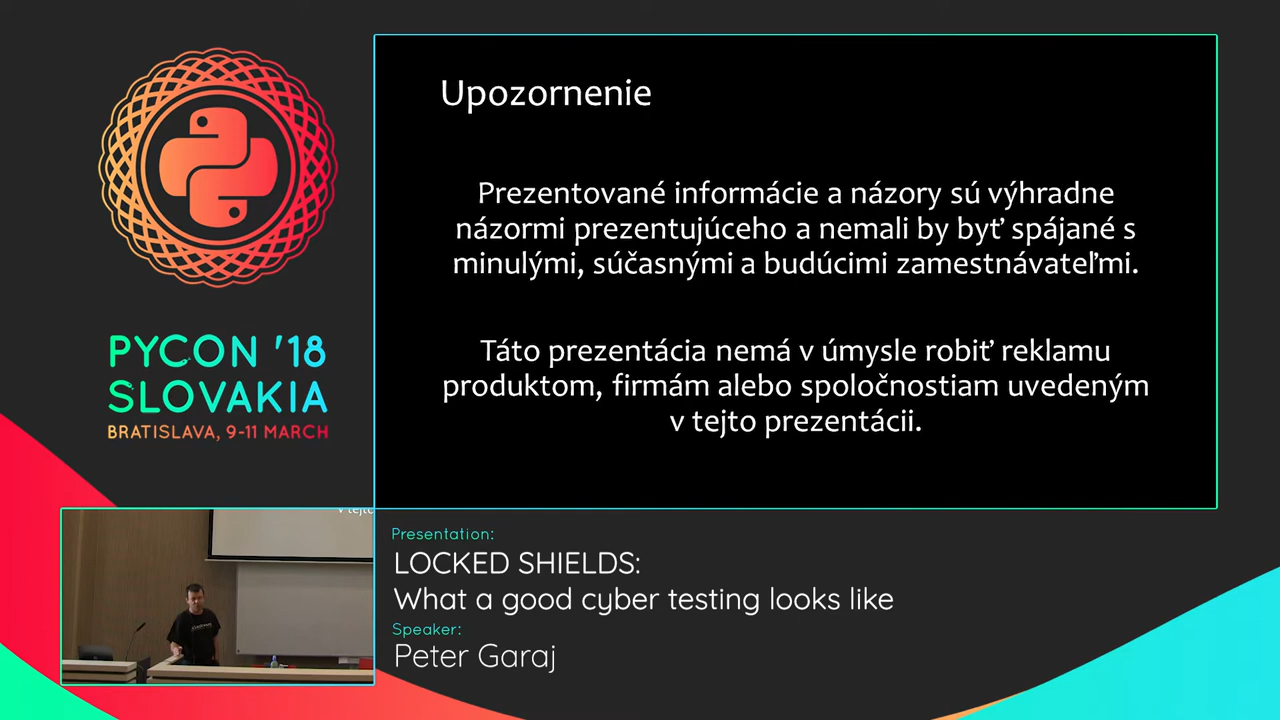 Upozornenie
Prezentované informácie a názory sú výhradne
názormi prezentujúceho a nemali by byť spájané s
minulými, súčasnými a budúcimi zamestnávateľmi.
Táto prezentácia nemá v úmysle robiť reklamu
produktom, firmám alebo spoločnostiam uvedeným
v tejto prezentácii.
PYCON '18
SLOVAKIA
BRATISLAVA, 9-11 MARCH
v tejto
Presentation:
LOCKED SHIELDS:
What a good cyber testing looks like
Speaker:
Peter Garaj